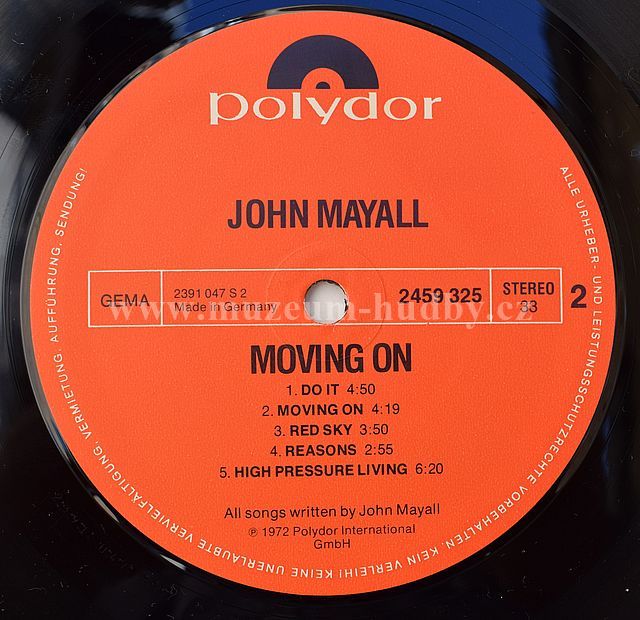 polydor
JOHN MAYALL
GEMA
2391 047 S 2
Made in Germany
2459 325
STEREO
33
2
www.muzeum-hudby.cz
MOVING ON
1. DO IT 4:50
2. MOVING ON 4:19
3. RED SKY 3:50
4. REASONS 2:55
5. HIGH PRESSURE LIVING 6:20
All songs written by John Mayall
℗ 1972 Polydor International
GmbH
ALLE URHEBER- UND LEISTUNGSSCHUTZRECHTE VORBEHALTEN. KEIN VERLEIH! KEINE UNERLAUBTE VERVIELFÄLTIGUNG, VERMIETUNG, AUFFÜHRUNG, SENDUNG!